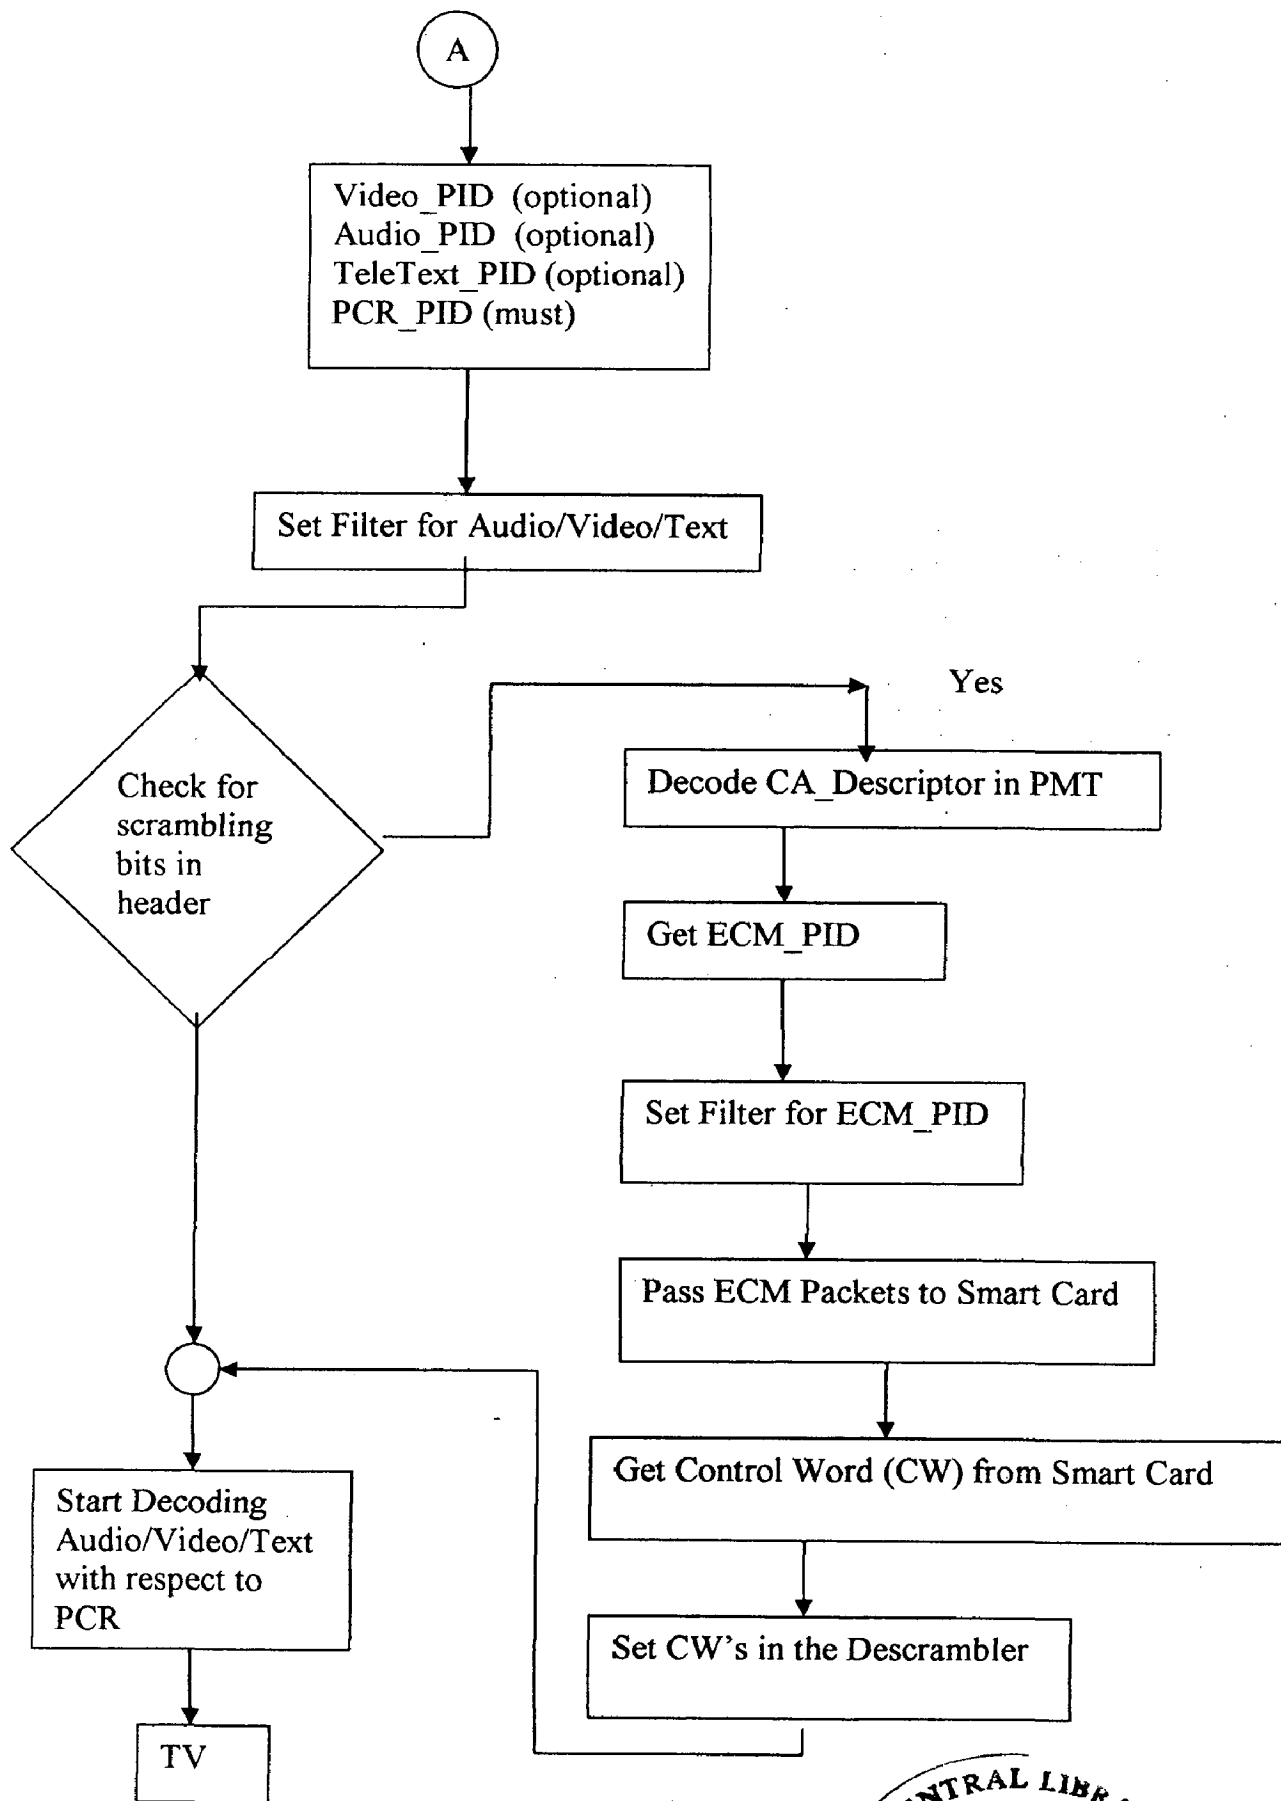 A
Video_PID (optional)
Audio_PID (optional)
TeleText_PID (optional)
PCR_PID (must)
Set Filter for Audio/Video/Text
Yes
Check for
scrambling
bits in
header
Decode CA_Descriptor in PMT
Get ECM_PID
Set Filter for ECM_PID
Pass ECM Packets to Smart Card
Get Control Word (CW) from Smart Card
Start Decoding
Audio/Video/Text
with respect to
PCR
Set CW's in the Descrambler
TV